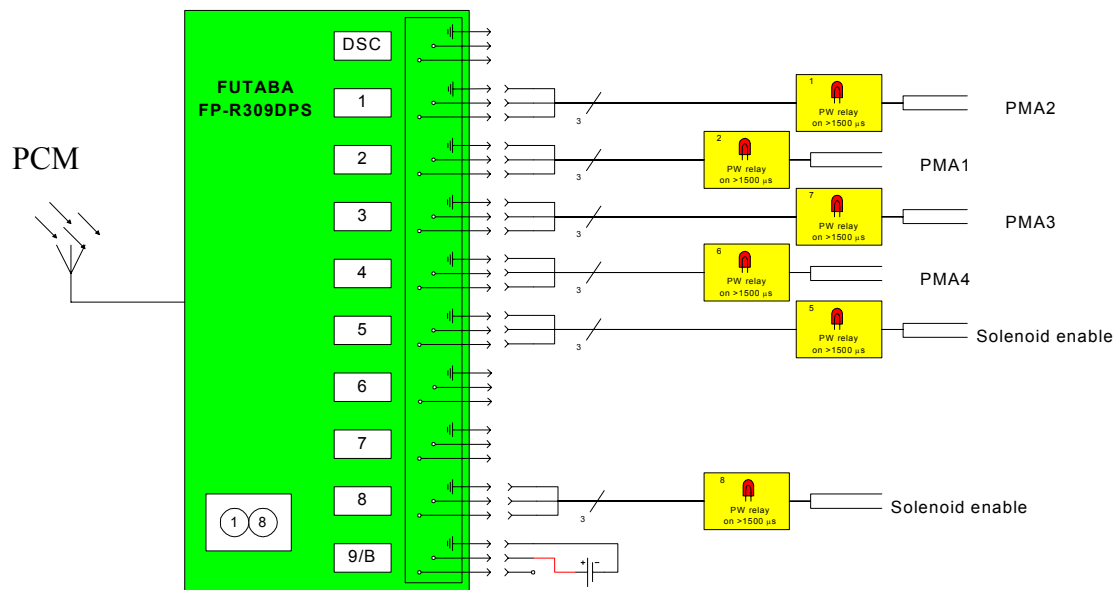 DSC
FUTABA
FP-R309DPS
PCM
1
3
1
PW relay
on >1500 μs
PMA2
2
3
2
PW relay
on >1500 μs
PMA1
3
3
7
PW relay
on >1500 μs
PMA3
4
3
6
PW relay
on >1500 μs
PMA4
5
3
5
PW relay
on >1500 μs
Solenoid enable
6
7
8
3
8
PW relay
on >1500 μs
Solenoid enable
1 8
9/B
+ −